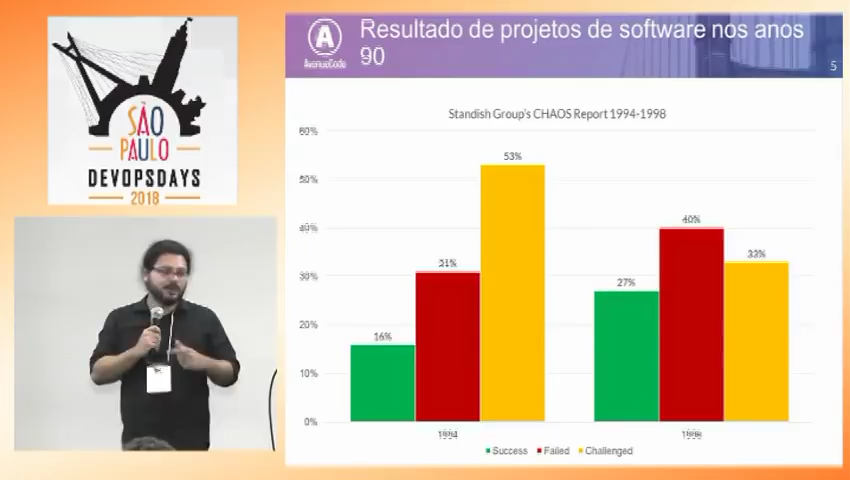 SÃO
PAULO
DEVOPSDAYS
2018
AvenueCode
Resultado de projetos de software nos anos
90
5
Standish Group's CHAOS Report 1994-1998
60%
50%
40%
30%
20%
10%
0%
16%
31%
53%
27%
40%
33%
1994
1998
Success
Failed
Challenged